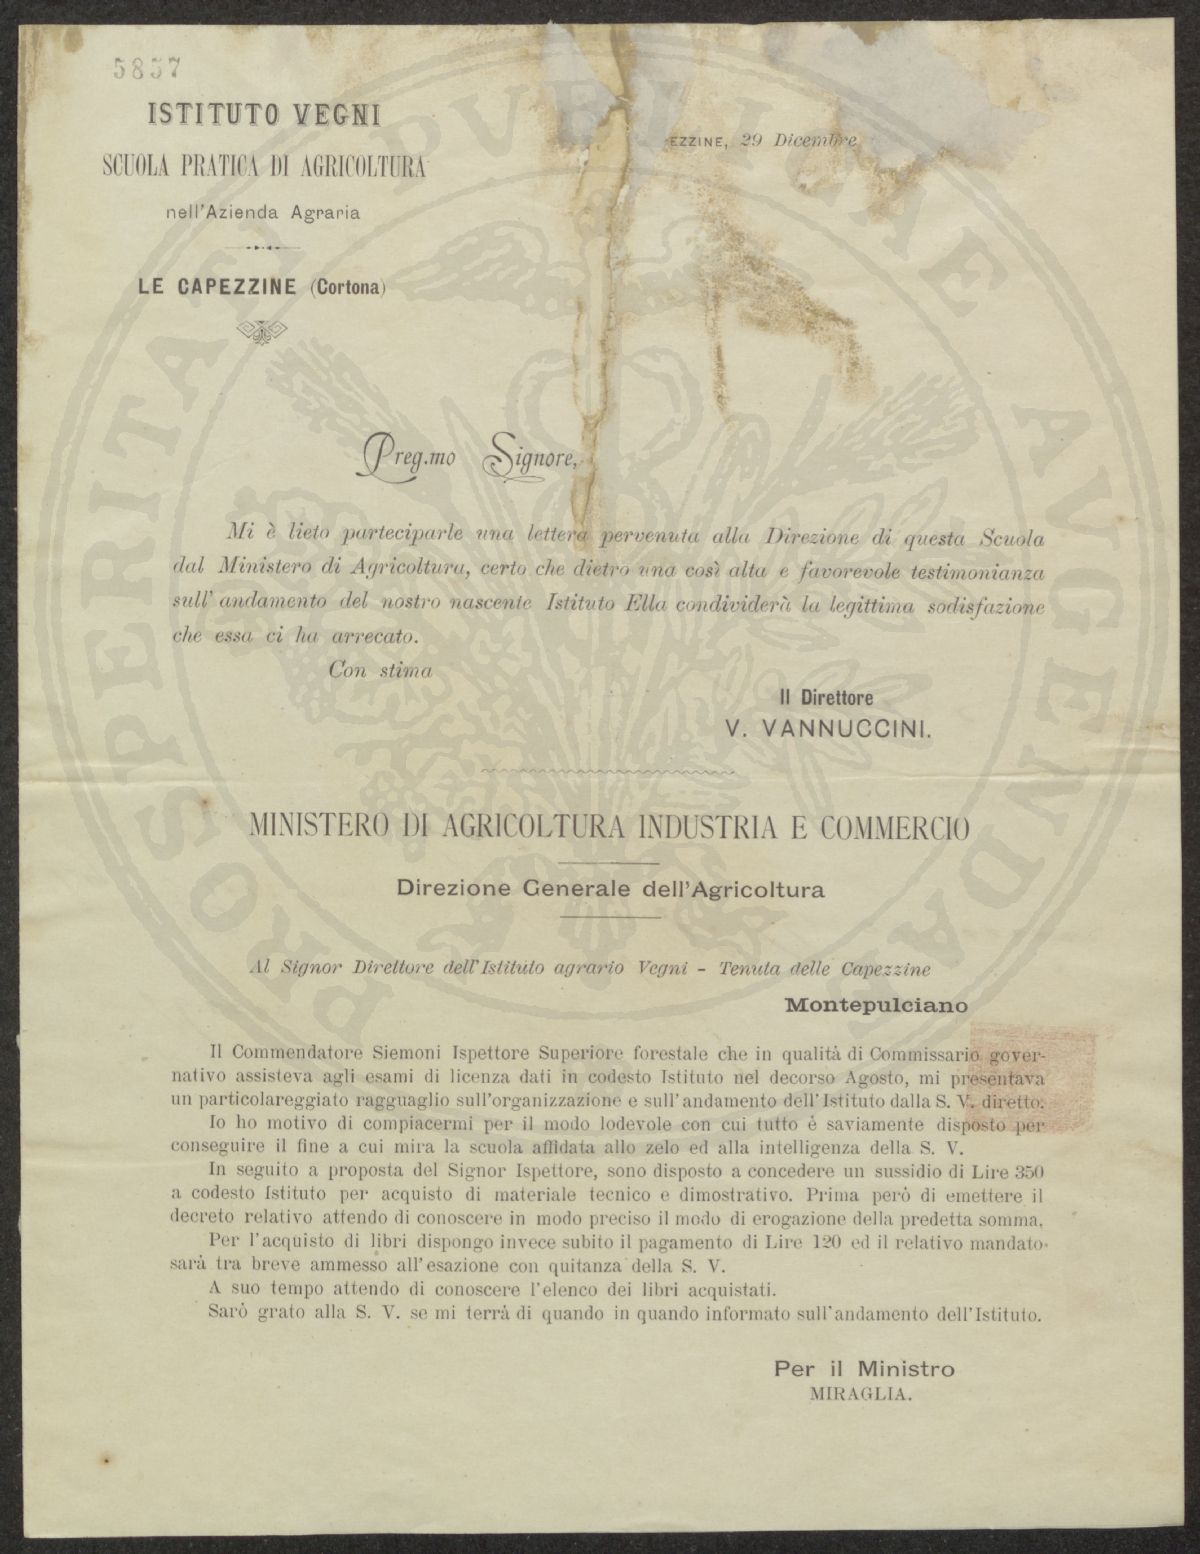 5857
ISTITUTO VEGNI
SCUOLA PRATICA DI AGRICOLTURA
nell'Azienda Agraria
LE CAPEZZINE (Cortona)
EZZINE, 29 Dicembre
Preg.mo Signore,
Mi è lieto parteciparle una lettera pervenuta alla Direzione di questa Scuola
dal Ministero di Agricoltura, certo che dietro una così alta e favorevole testimonianza
sull'andamento del nostro nascente Istituto Ella condividerà la legittima sodisfazione
che essa ci ha arrecato.
Con stima
Il Direttore
V. VANNUCCINI.
MINISTERO DI AGRICOLTURA INDUSTRIA E COMMERCIO
Direzione Generale dell'Agricoltura
Al Signor Direttore dell'Istituto agrario Vegni - Tenuta delle Capezzine
Montepulciano
Il Commendatore Siemoni Ispettore Superiore forestale che in qualità di Commissario gover-
nativo assisteva agli esami di licenza dati in codesto Istituto nel decorso Agosto, mi presentava
un particolareggiato ragguaglio sull'organizzazione e sull'andamento dell'Istituto dalla S. V. diretto.
Io ho motivo di compiacermi per il modo lodevole con cui tutto è saviamente disposto per
conseguire il fine a cui mira la scuola affidata allo zelo ed alla intelligenza della S. V.
In seguito a proposta del Signor Ispettore, sono disposto a concedere un sussidio di Lire 350
a codesto Istituto per acquisto di materiale tecnico e dimostrativo. Prima però di emettere il
decreto relativo attendo di conoscere in modo preciso il modo di erogazione della predetta somma.
Per l'acquisto di libri dispongo invece subito il pagamento di Lire 120 ed il relativo mandato
sarà tra breve ammesso all'esazione con quitanza della S. V.
A suo tempo attendo di conoscere l'elenco dei libri acquistati.
Sarò grato alla S. V. se mi terrà di quando in quando informato sull'andamento dell'Istituto.
Per il Ministro
MIRAGLIA.
PROSPERITATI PVBLICAE AVGENDAE